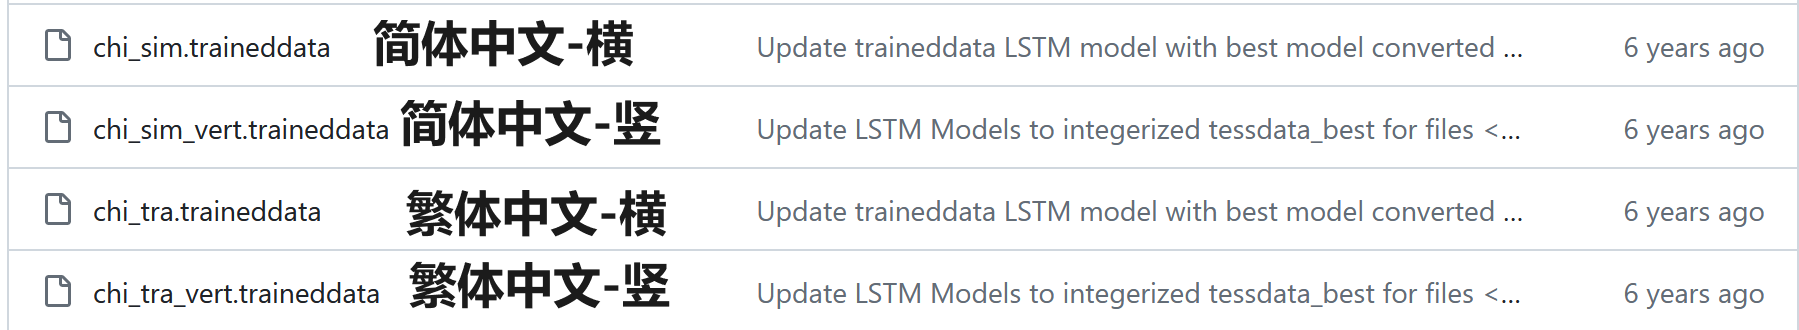 chi_sim.traineddata 简体中文-横 Update traineddata LSTM model with best model converted ... 6 years ago
chi_sim_vert.traineddata 简体中文-竖 Update LSTM Models to integerized tessdata_best for files <... 6 years ago
chi_tra.traineddata 繁体中文-横 Update traineddata LSTM model with best model converted ... 6 years ago
chi_tra_vert.traineddata 繁体中文-竖 Update LSTM Models to integerized tessdata_best for files <... 6 years ago